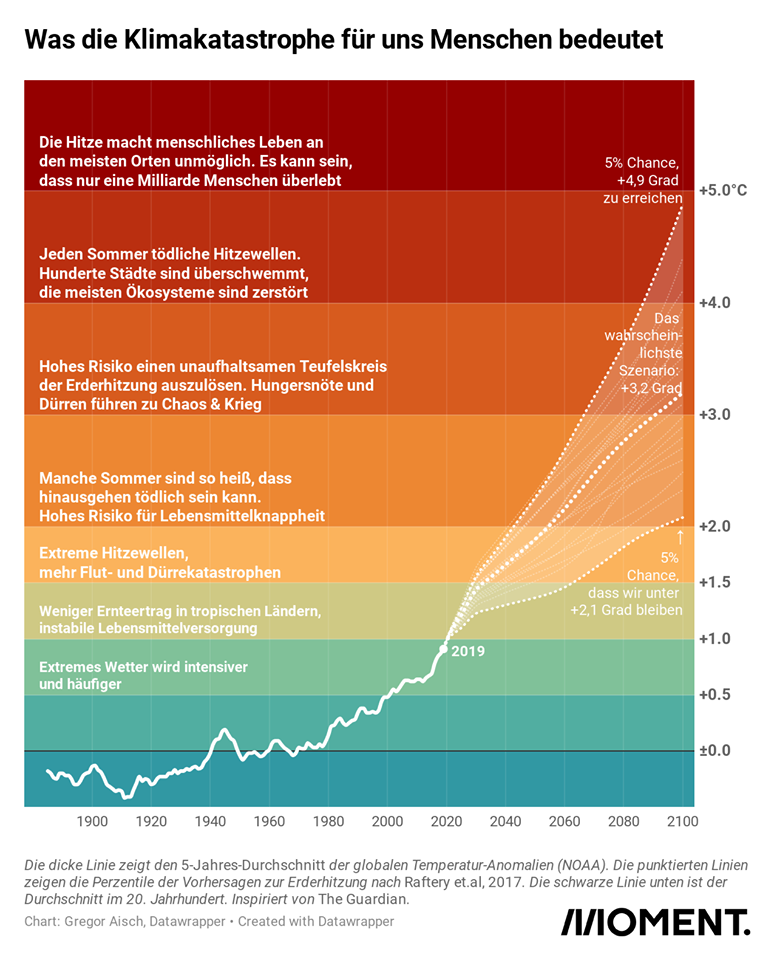 Was die Klimakatastrophe für uns Menschen bedeutet
Die Hitze macht menschliches Leben an
den meisten Orten unmöglich. Es kann sein,
dass nur eine Milliarde Menschen überlebt
5% Chance,
+4,9 Grad
zu erreichen
+5.0°C
Jeden Sommer tödliche Hitzewellen.
Hunderte Städte sind überschwemmt,
die meisten Ökosysteme sind zerstört
+4.0
Das
wahrschein-
lichste
Szenario:
+3,2 Grad
Hohes Risiko einen unaufhaltsamen Teufelskreis
der Erderhitzung auszulösen. Hungersnöte und
Dürren führen zu Chaos & Krieg
+3.0
Manche Sommer sind so heiß, dass
hinausgehen tödlich sein kann.
Hohes Risiko für Lebensmittelknappheit
+2.0
Extreme Hitzewellen,
mehr Flut- und Dürrekatastrophen
↑
5%
Chance,
dass wir unter
+2,1 Grad bleiben
+1.5
Weniger Ernteertrag in tropischen Ländern,
instabile Lebensmittelversorgung
+1.0
2019
Extremes Wetter wird intensiver
und häufiger
+0.5
±0.0
1900 1920 1940 1960 1980 2000 2020 2040 2060 2080 2100
Die dicke Linie zeigt den 5-Jahres-Durchschnitt der globalen Temperatur-Anomalien (NOAA). Die punktierten Linien
zeigen die Perzentile der Vorhersagen zur Erderhitzung nach Raftery et.al, 2017. Die schwarze Linie unten ist der
Durchschnitt im 20. Jahrhundert. Inspiriert von The Guardian.
Chart: Gregor Aisch, Datawrapper • Created with Datawrapper
MOMENT.